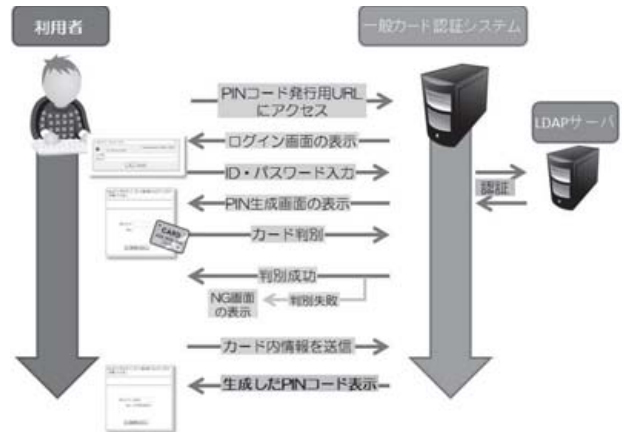 利用者
一般カード認証システム
PINコード発行用URL
にアクセス
LDAPサーバ
ログイン画面の表示
ID・パスワード入力
認証
PIN生成画面の表示
CARD
カード判別
判別成功
NG画面
の表示
判別失敗
カード内情報を送信
生成したPINコード表示